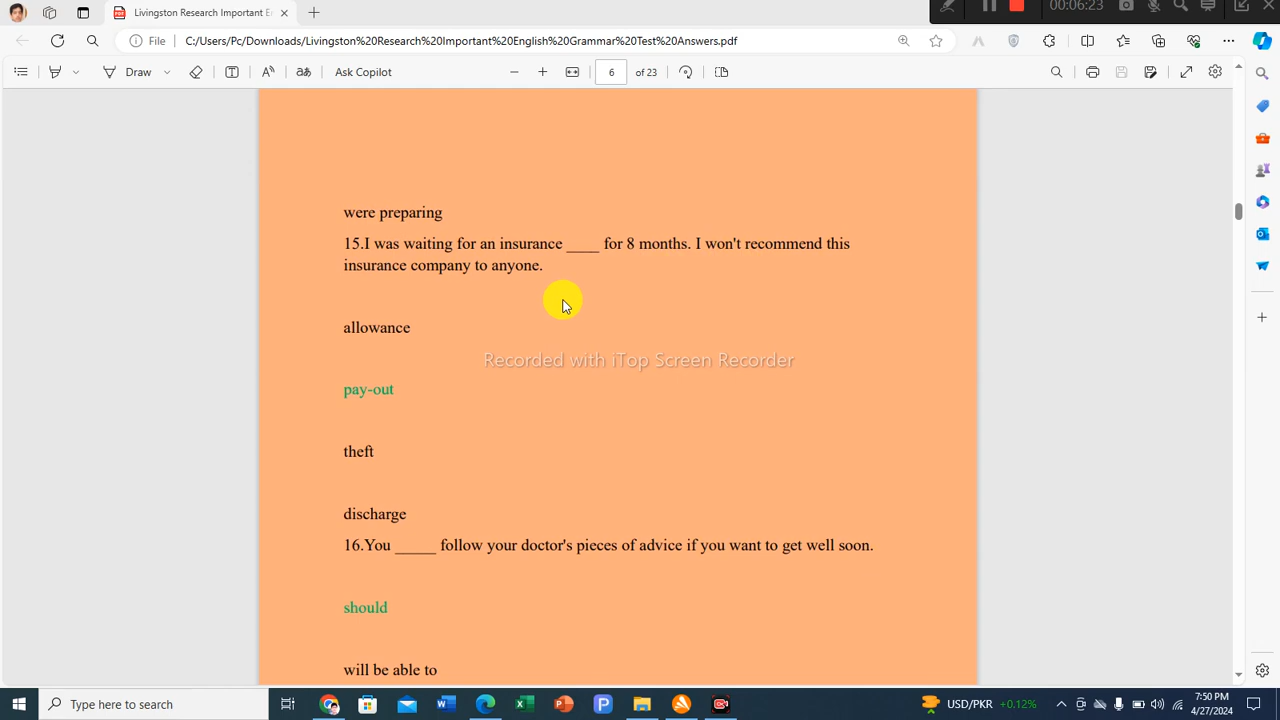 Livingston Research Important E
00:06:23
File
C:/Users/Pc/Downloads/Livingston%20Research%20Important%20English%20Grammar%20Test%20Answers.pdf
Draw
Ask Copilot
6
of 23
were preparing
15.I was waiting for an insurance ____ for 8 months. I won't recommend this
insurance company to anyone.
allowance
Recorded with iTop Screen Recorder
pay-out
theft
discharge
16.You _____ follow your doctor's pieces of advice if you want to get well soon.
should
will be able to
Type here to search
USD/PKR +0.12%
7:50 PM
4/27/2024